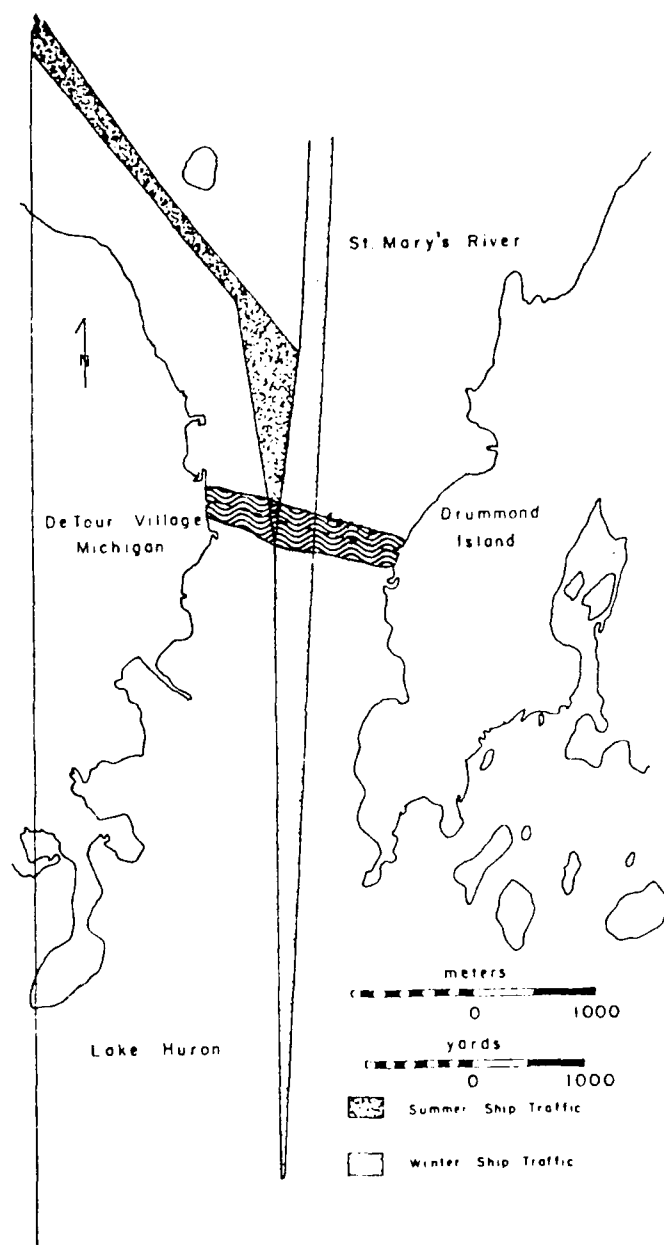 St. Mary's River
N
DeTour Village
Michigan
Drummond
Island
meters
0 1000
Lake Huron
yards
0 1000
Summer Ship Traffic
Winter Ship Traffic